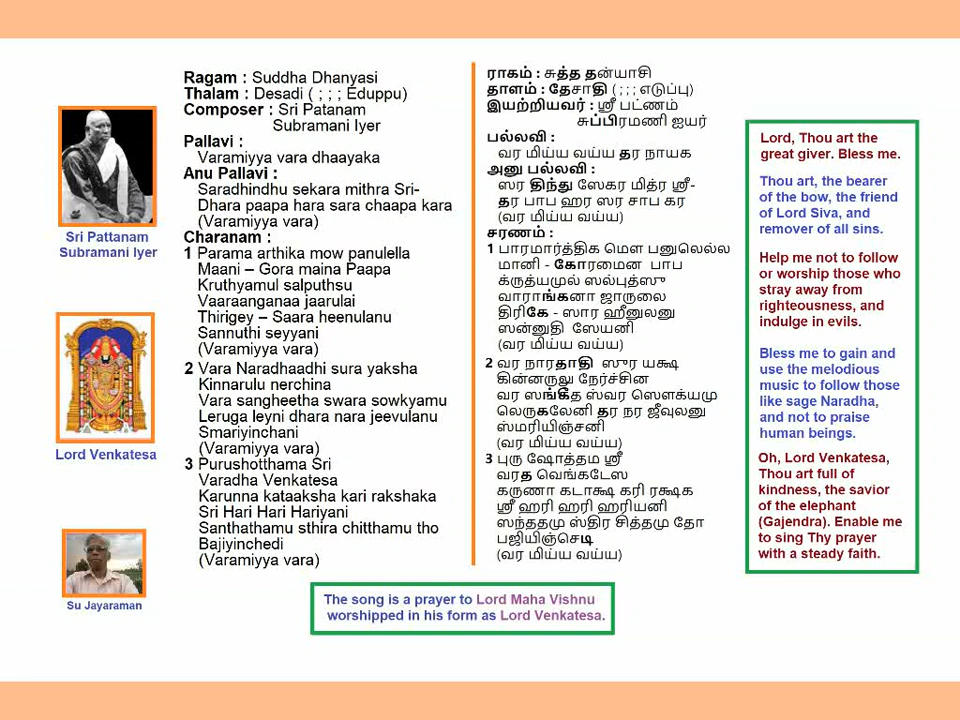 Sri Pattanam
Subramani Iyer
Lord Venkatesa
Su Jayaraman
Ragam : Suddha Dhanyasi
Thalam : Desadi ( ; ; ; Eduppu)
Composer : Sri Patanam
Subramani Iyer
Pallavi :
Varamiyya vara dhaayaka
Anu Pallavi :
Saradhindhu sekara mithra Sri-
Dhara paapa hara sara chaapa kara
(Varamiyya vara)
Charanam :
1 Parama arthika mow panulella
Maani – Gora maina Paapa
Kruthyamul salputhsu
Vaaraanganaa jaarulai
Thirigey – Saara heenulanu
Sannuthi seyyani
(Varamiyya vara)
2 Vara Naradhaadhi sura yaksha
Kinnarulu nerchina
Vara sangheetha swara sowkyamu
Leruga leyni dhara nara jeevulanu
Smariyinchani
(Varamiyya vara)
3 Purushotthama Sri
Varadha Venkatesa
Karunna kataaksha kari rakshaka
Sri Hari Hari Hariyani
Santhathamu sthira chitthamu tho
Bajiyinchedi
(Varamiyya vara)
ராகம் : சுத்த தன்யாசி
தாளம் : தேசாதி ( ; ; ; எடுப்பு)
இயற்றியவர் : ஸ்ரீ பட்ணம்
சுப்பிரமணி ஐயர்
பல்லவி :
வர மிய்ய வய்ய தர நாயக
அனு பல்லவி :
ஸர திந்து ஸேகர மித்ர ஸ்ரீ-
தர பாப ஹர ஸர சாப கர
(வர மிய்ய வய்ய)
சரணம் :
1 பாரமார்த்திக மௌ பனுலெல்ல
மானி - கோரமைன பாப
க்ருத்யமுல் ஸல்புத்ஸு
வாராங்கனா ஜாருலை
திரிகே - ஸார ஹீனுலனு
ஸன்னுதி ஸேயனி
(வர மிய்ய வய்ய)
2 வர நாரதாதி ஸுர யக்ஷ
கின்னருலு நேர்ச்சின
வர ஸங்கீத ஸ்வர ஸௌக்யமு
லெருகலேனி தர நர ஜீவுலனு
ஸ்மரியிஞ்சனி
(வர மிய்ய வய்ய)
3 புரு ஷோத்தம ஸ்ரீ
வரத வெங்கடேஸ
கருணா கடாக்ஷ கரி ரக்ஷக
ஸ்ரீ ஹரி ஹரி ஹரியனி
ஸந்ததமு ஸ்திர சித்தமு தோ
பஜியிஞ்செடி
(வர மிய்ய வய்ய)
Lord, Thou art the
great giver. Bless me.
Thou art, the bearer
of the bow, the friend
of Lord Siva, and
remover of all sins.
Help me not to follow
or worship those who
stray away from
righteousness, and
indulge in evils.
Bless me to gain and
use the melodious
music to follow those
like sage Naradha,
and not to praise
human beings.
Oh, Lord Venkatesa,
Thou art full of
kindness, the savior
of the elephant
(Gajendra). Enable me
to sing Thy prayer
with a steady faith.
The song is a prayer to Lord Maha Vishnu
worshipped in his form as Lord Venkatesa.